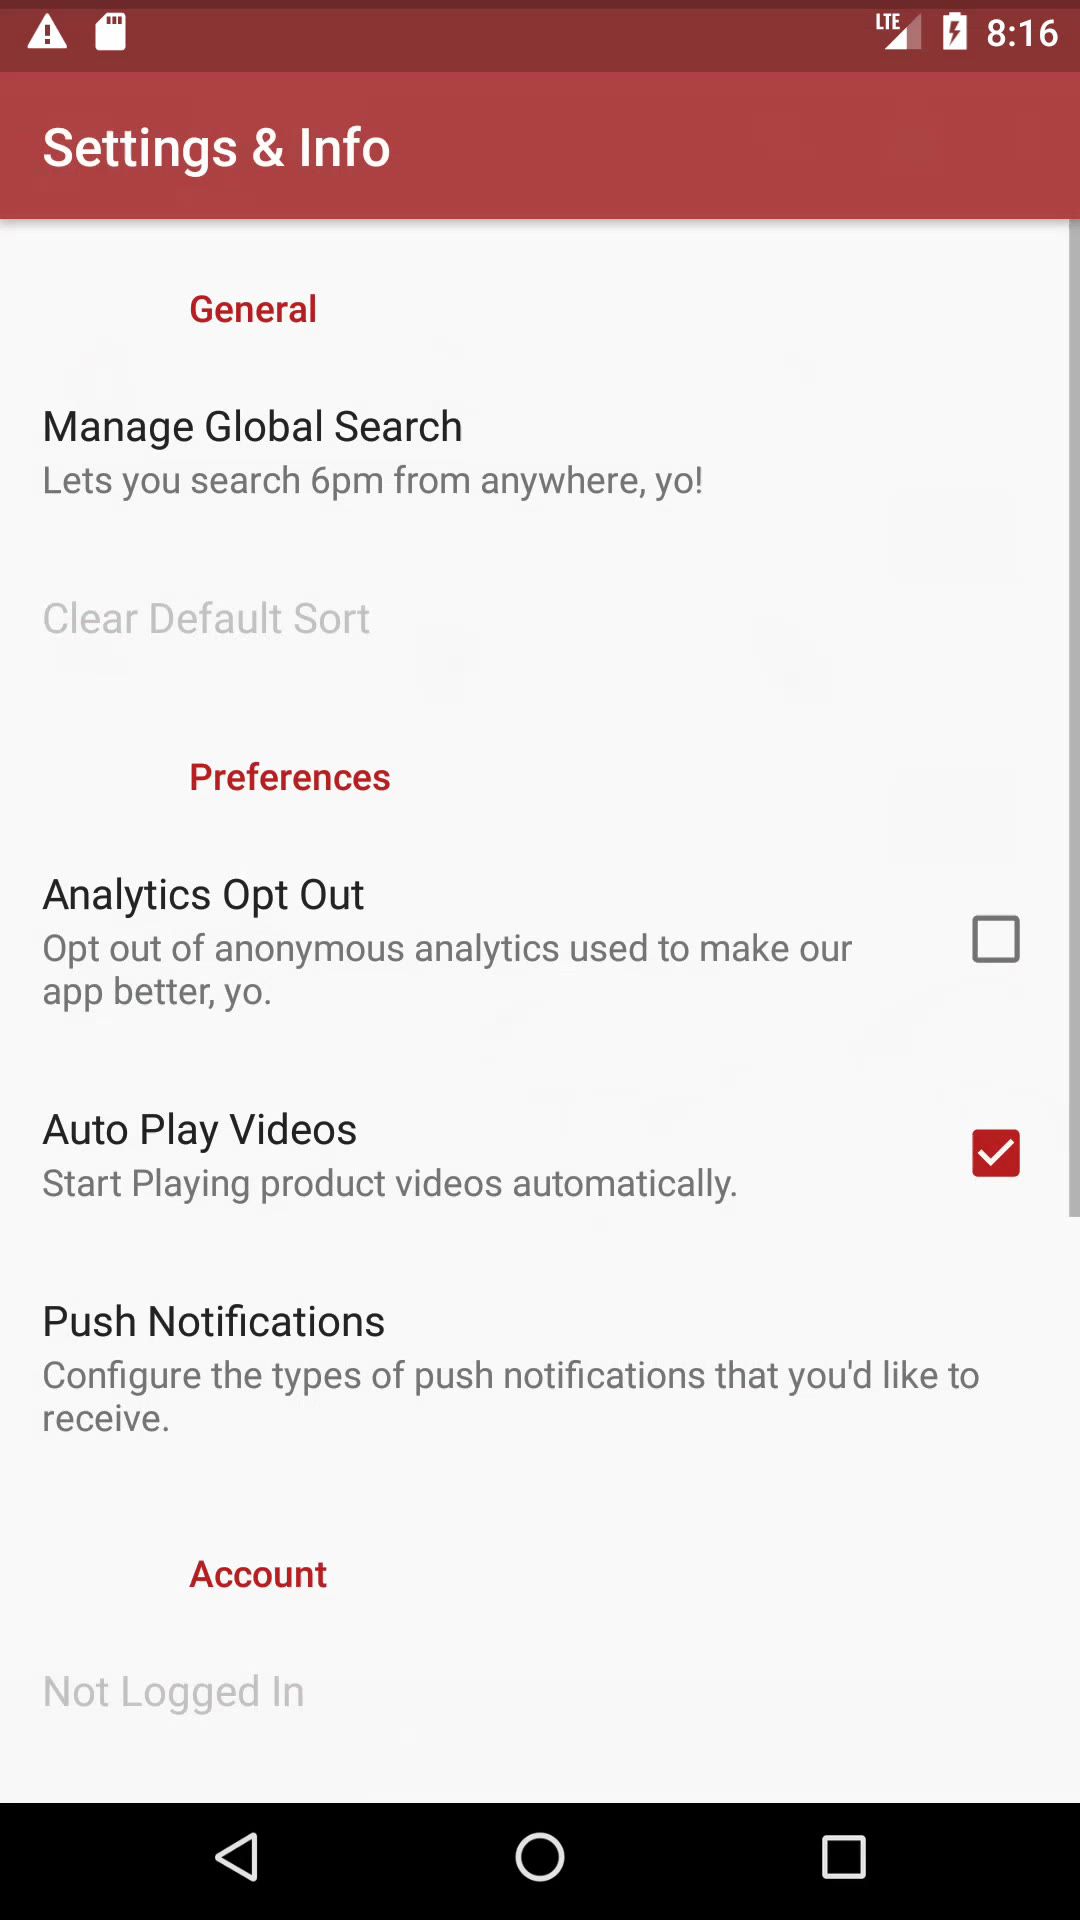 LTE 8:16
Settings & Info
General
Manage Global Search
Lets you search 6pm from anywhere, yo!
Clear Default Sort
Preferences
Analytics Opt Out
Opt out of anonymous analytics used to make our
app better, yo.
Auto Play Videos
Start Playing product videos automatically.
Push Notifications
Configure the types of push notifications that you'd like to
receive.
Account
Not Logged In